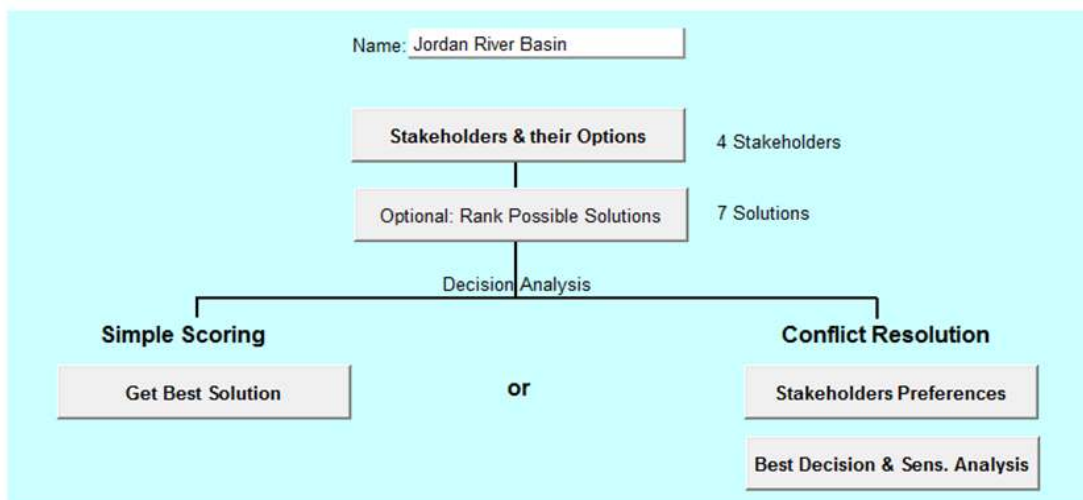 Name: Jordan River Basin
Stakeholders & their Options
4 Stakeholders
Optional: Rank Possible Solutions
7 Solutions
Decision Analysis
Simple Scoring
Conflict Resolution
Get Best Solution
or
Stakeholders Preferences
Best Decision & Sens. Analysis